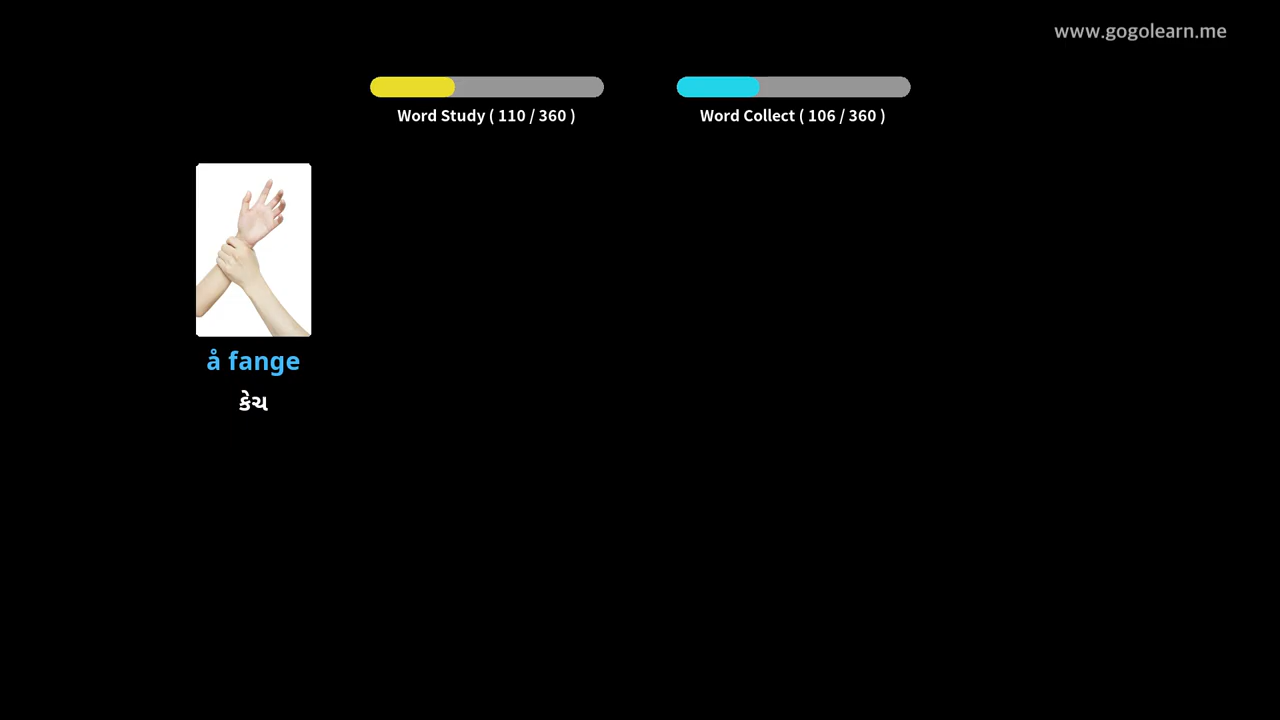 www.gogolearn.me
Word Study ( 110 / 360 )
Word Collect ( 106 / 360 )
å fange
કેચ